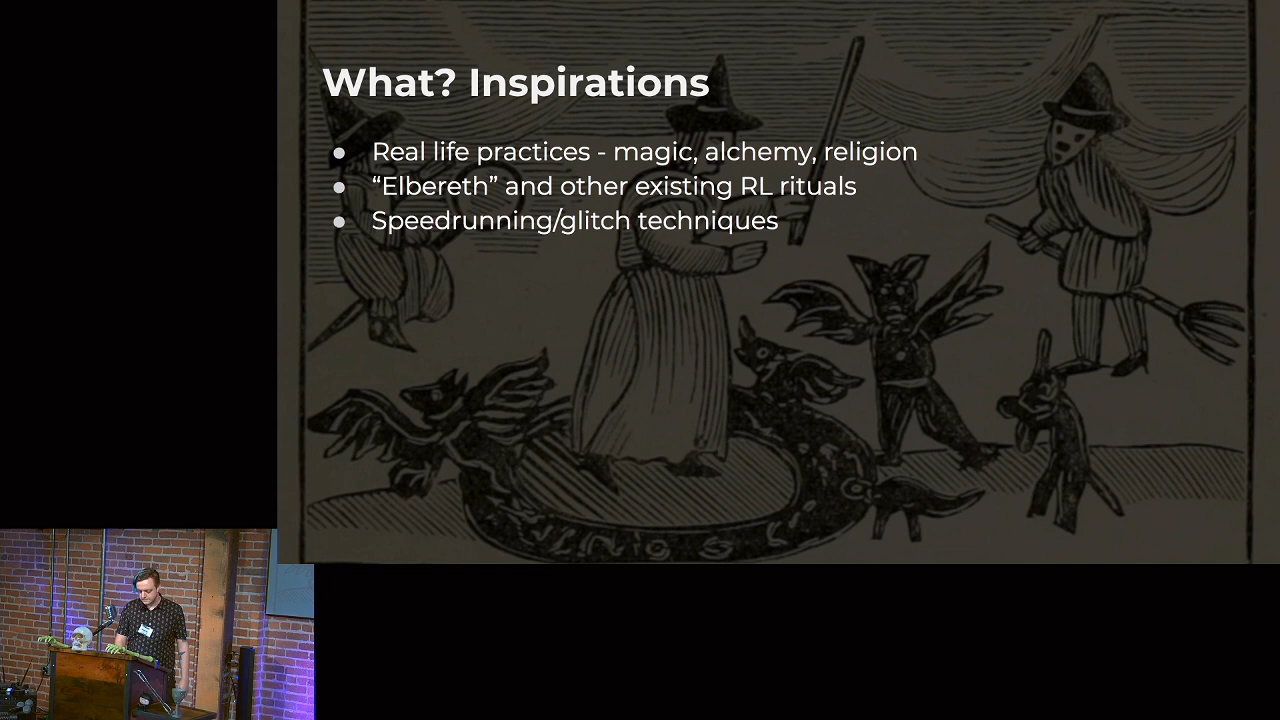 What? Inspirations
Real life practices - magic, alchemy, religion
“Elbereth” and other existing RL rituals
Speedrunning/glitch techniques